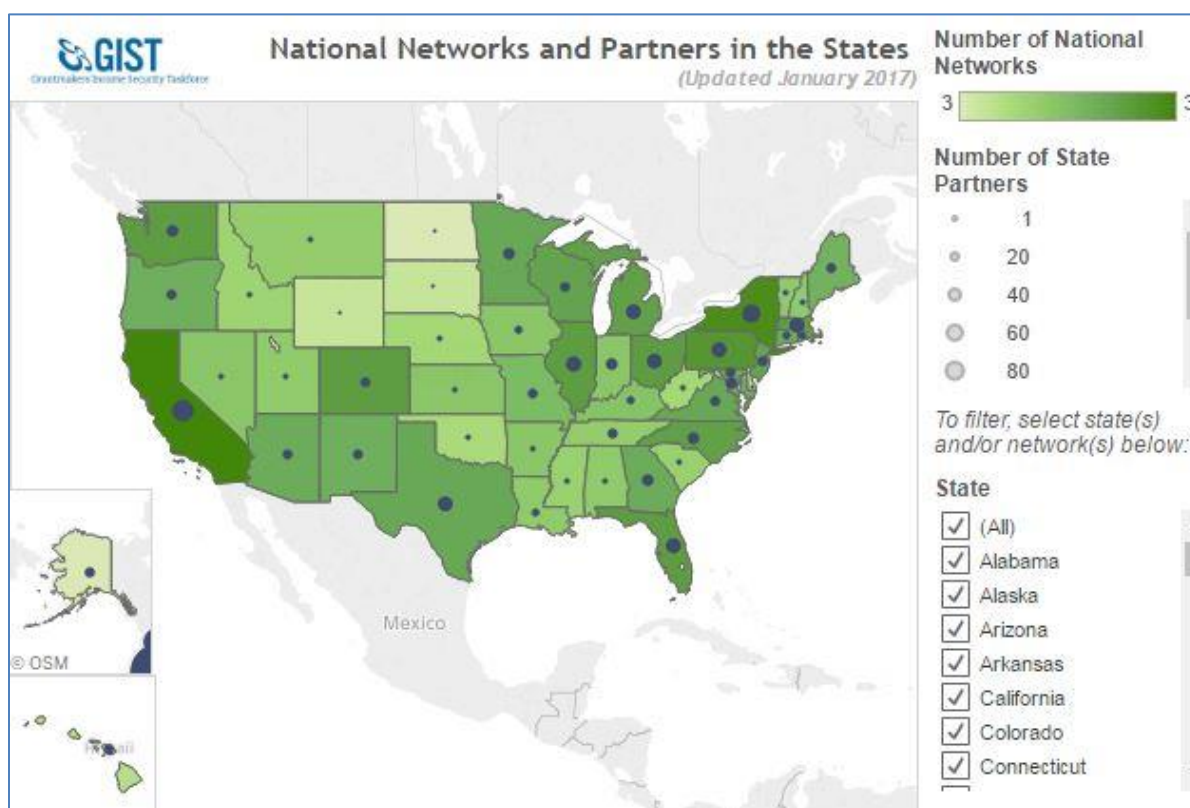 GIST
Grantmakers Income Security Taskforce
National Networks and Partners in the States
(Updated January 2017)
Mexico
© OSM
Number of National
Networks
3
Number of State
Partners
1
20
40
60
80
To filter, select state(s)
and/or network(s) below:
State
(All)
Alabama
Alaska
Arizona
Arkansas
California
Colorado
Connecticut